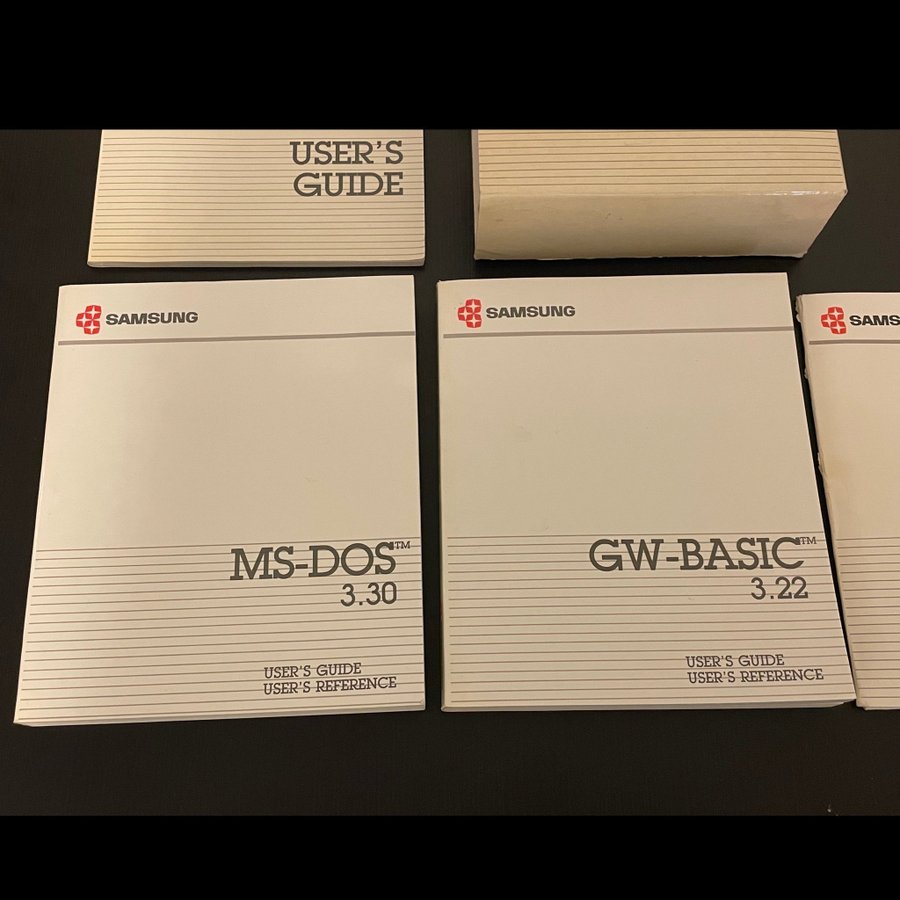 USER'S
GUIDE
SAMSUNG
MS-DOS™
3.30
USER'S GUIDE
USER'S REFERENCE
SAMSUNG
GW-BASIC™
3.22
USER'S GUIDE
USER'S REFERENCE
SAMS